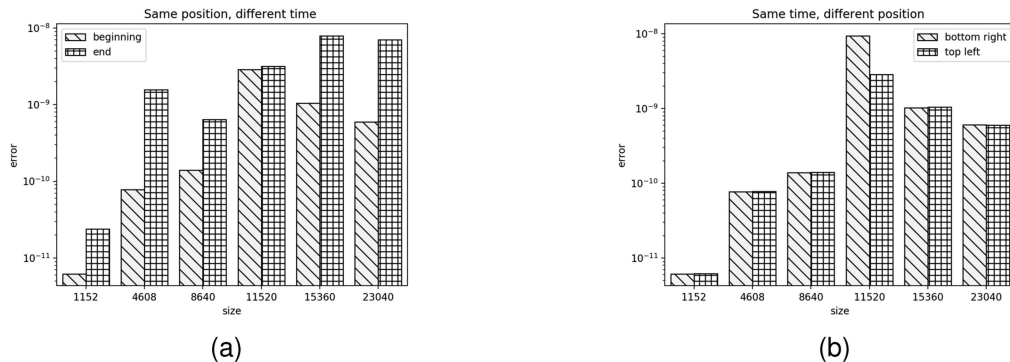 Same position, different time
beginning
end
10⁻⁸
10⁻⁹
10⁻¹⁰
10⁻¹¹
error
1152 4608 8640 11520 15360 23040
size
(a)
Same time, different position
bottom right
top left
10⁻⁸
10⁻⁹
10⁻¹⁰
10⁻¹¹
error
1152 4608 8640 11520 15360 23040
size
(b)